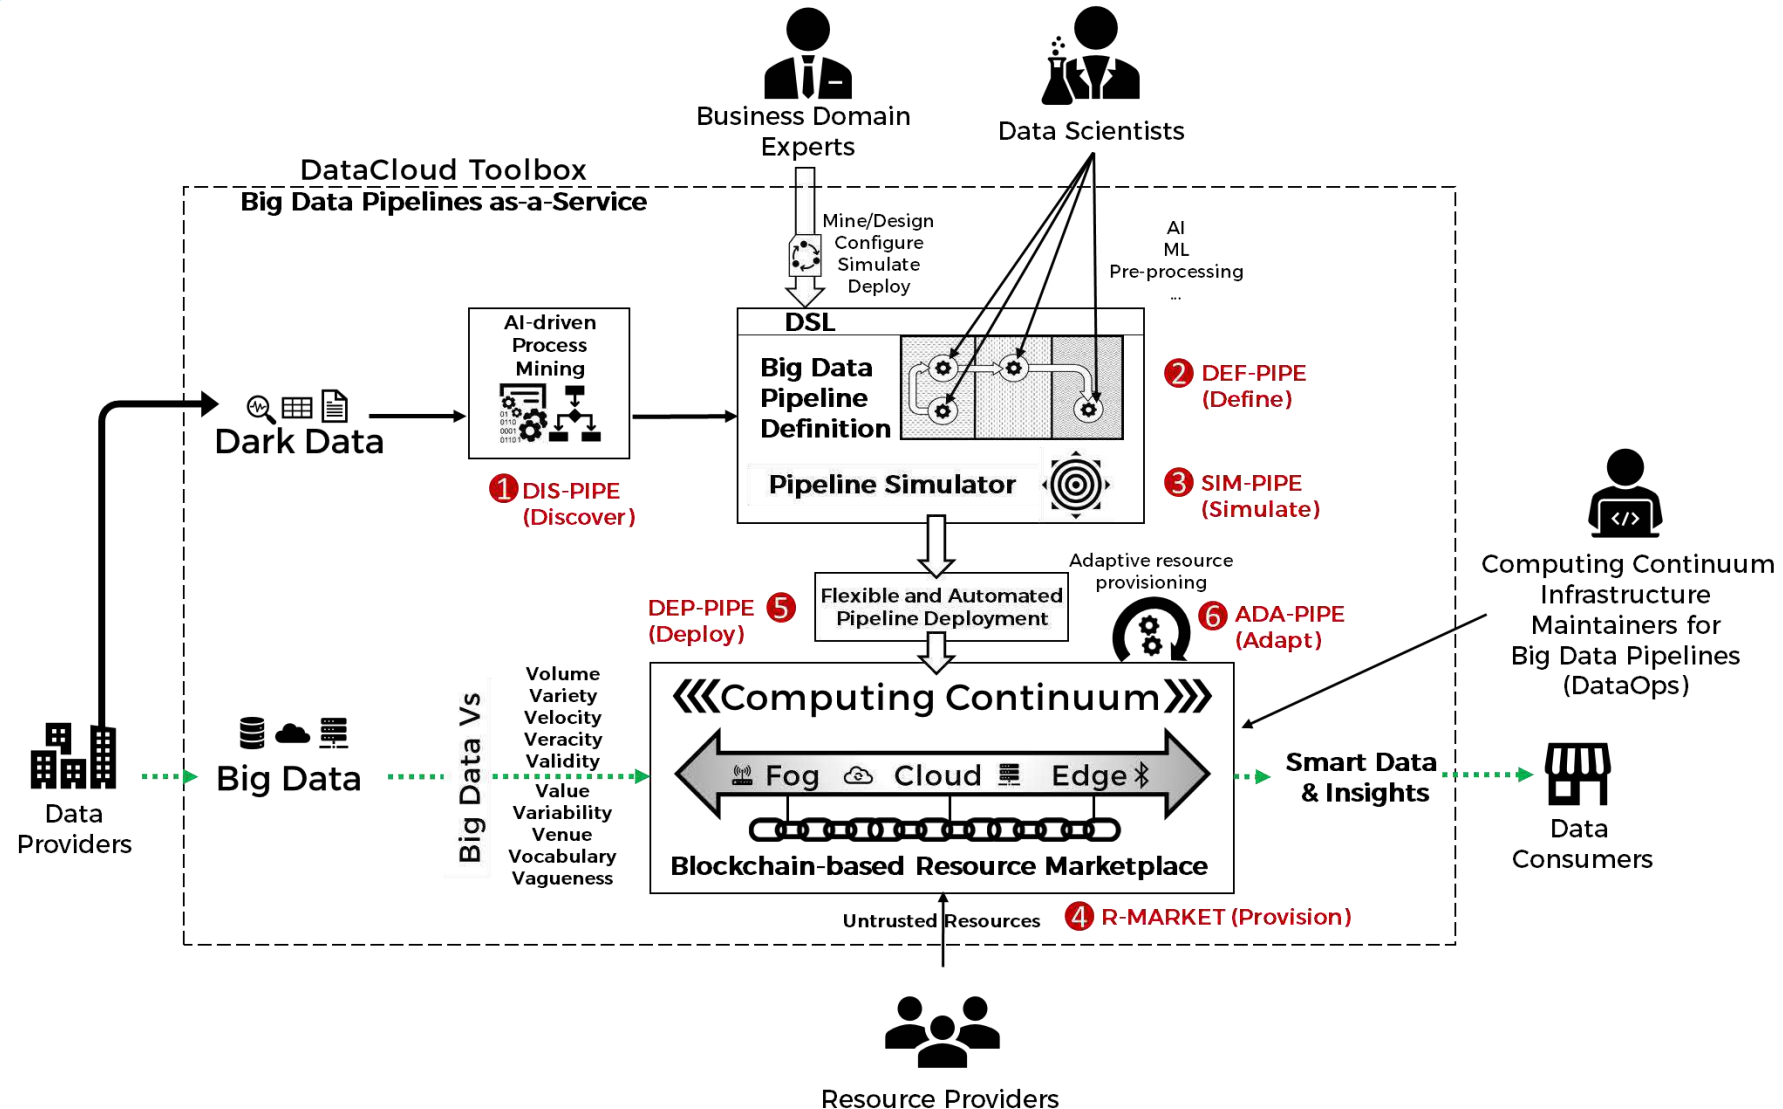 Business Domain
Experts
Data Scientists
DataCloud Toolbox
Big Data Pipelines as-a-Service
Mine/Design
Configure
Simulate
Deploy
AI
ML
Pre-processing
...
AI-driven
Process
Mining
01
0110
0001
01101
DSL
Big Data
Pipeline
Definition
2 DEF-PIPE
(Define)
Dark Data
1 DIS-PIPE
(Discover)
Pipeline Simulator
3 SIM-PIPE
(Simulate)
</>
Computing Continuum
Infrastructure
Maintainers for
Big Data Pipelines
(DataOps)
Adaptive resource
provisioning
DEP-PIPE 5
(Deploy)
Flexible and Automated
Pipeline Deployment
6 ADA-PIPE
(Adapt)
Big Data Vs
Volume
Variety
Velocity
Veracity
Validity
Value
Variability
Venue
Vocabulary
Vagueness
Computing Continuum
Fog
Cloud
Edge
Blockchain-based Resource Marketplace
Big Data
Data
Providers
Smart Data
& Insights
Data
Consumers
Untrusted Resources
4 R-MARKET (Provision)
Resource Providers